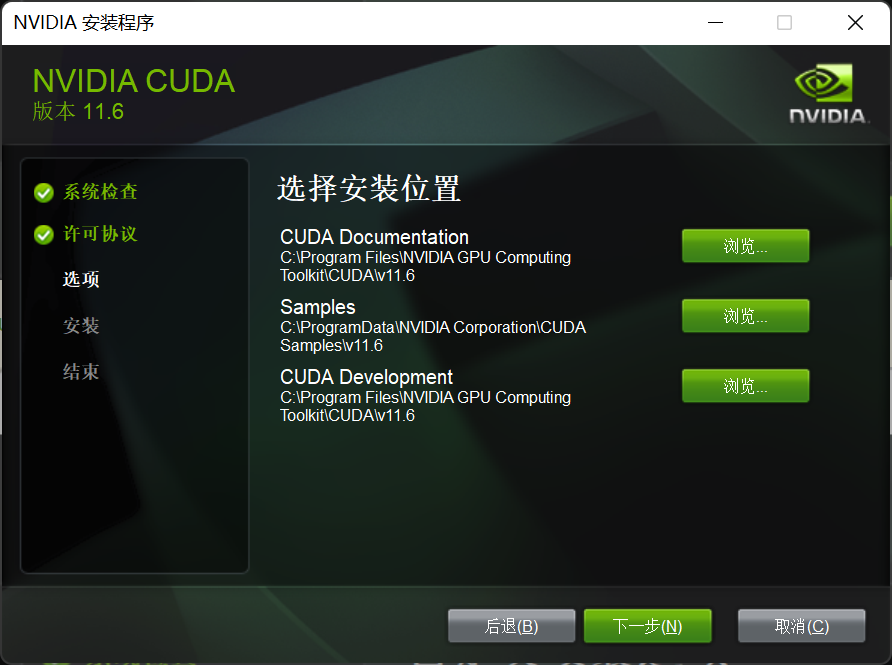 NVIDIA 安装程序
NVIDIA CUDA
版本 11.6
NVIDIA.
系统检查
许可协议
选项
安装
结束
选择安装位置
CUDA Documentation
C:\Program Files\NVIDIA GPU Computing
Toolkit\CUDA\v11.6
浏览...
Samples
C:\ProgramData\NVIDIA Corporation\CUDA
Samples\v11.6
浏览...
CUDA Development
C:\Program Files\NVIDIA GPU Computing
Toolkit\CUDA\v11.6
浏览...
后退(B)
下一步(N)
取消(C)